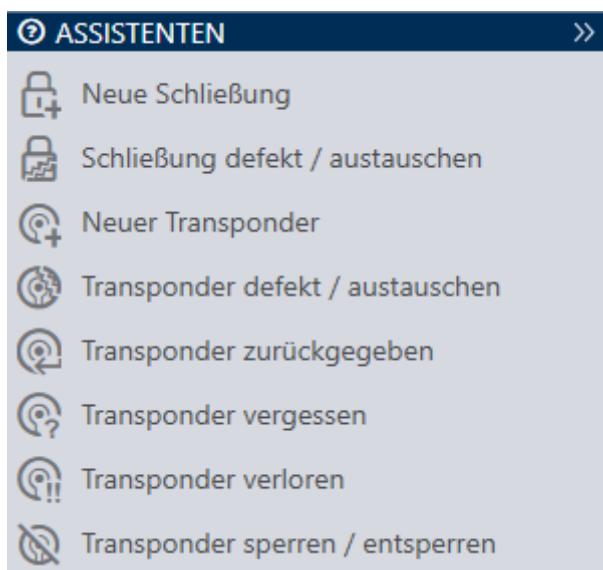 ASSISTENTEN
Neue Schließung
Schließung defekt / austauschen
Neuer Transponder
Transponder defekt / austauschen
Transponder zurückgegeben
Transponder vergessen
Transponder verloren
Transponder sperren / entsperren